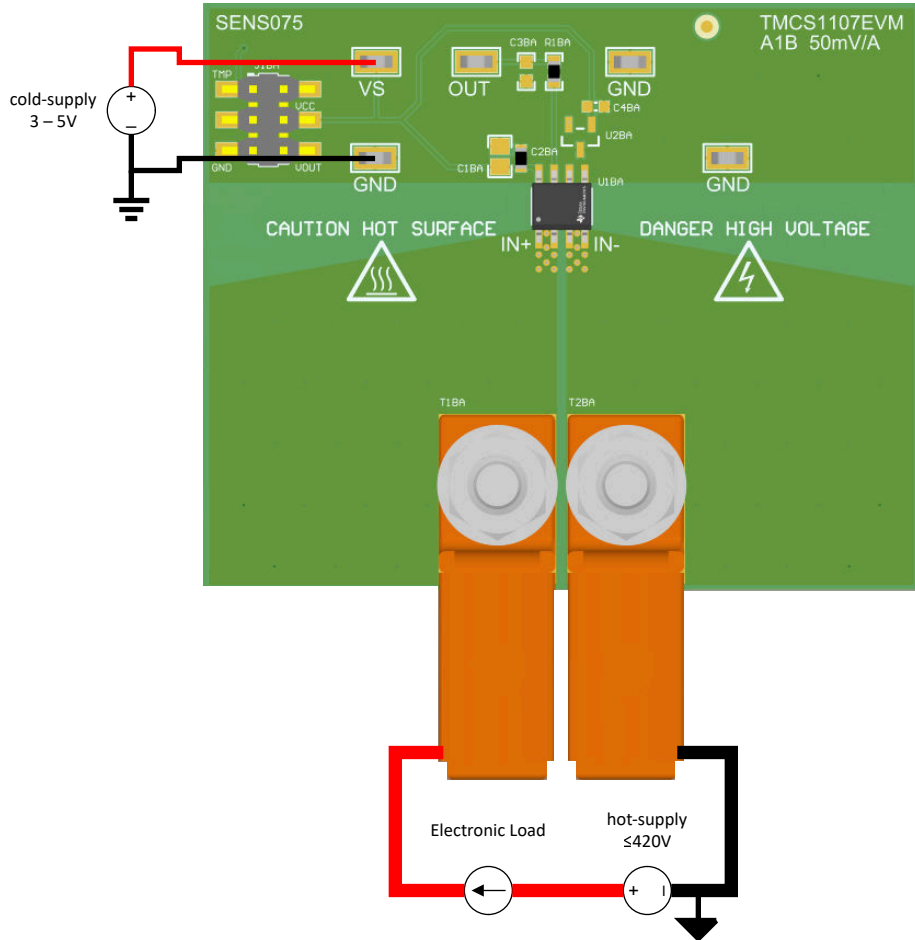 SENS075
TMCS1107EVM
A1B 50mV/A
C3BA R1BA
J1BA
TMP
VS
OUT
GND
cold-supply
3 – 5V
+
–
VCC
C4BA
U2BA
GND
VOUT
C1BA
C2BA
GND
U1BA
GND
CAUTION HOT SURFACE
IN+
IN-
DANGER HIGH VOLTAGE
T1BA
T2BA
Electronic Load
hot-supply
≤420V
+ –